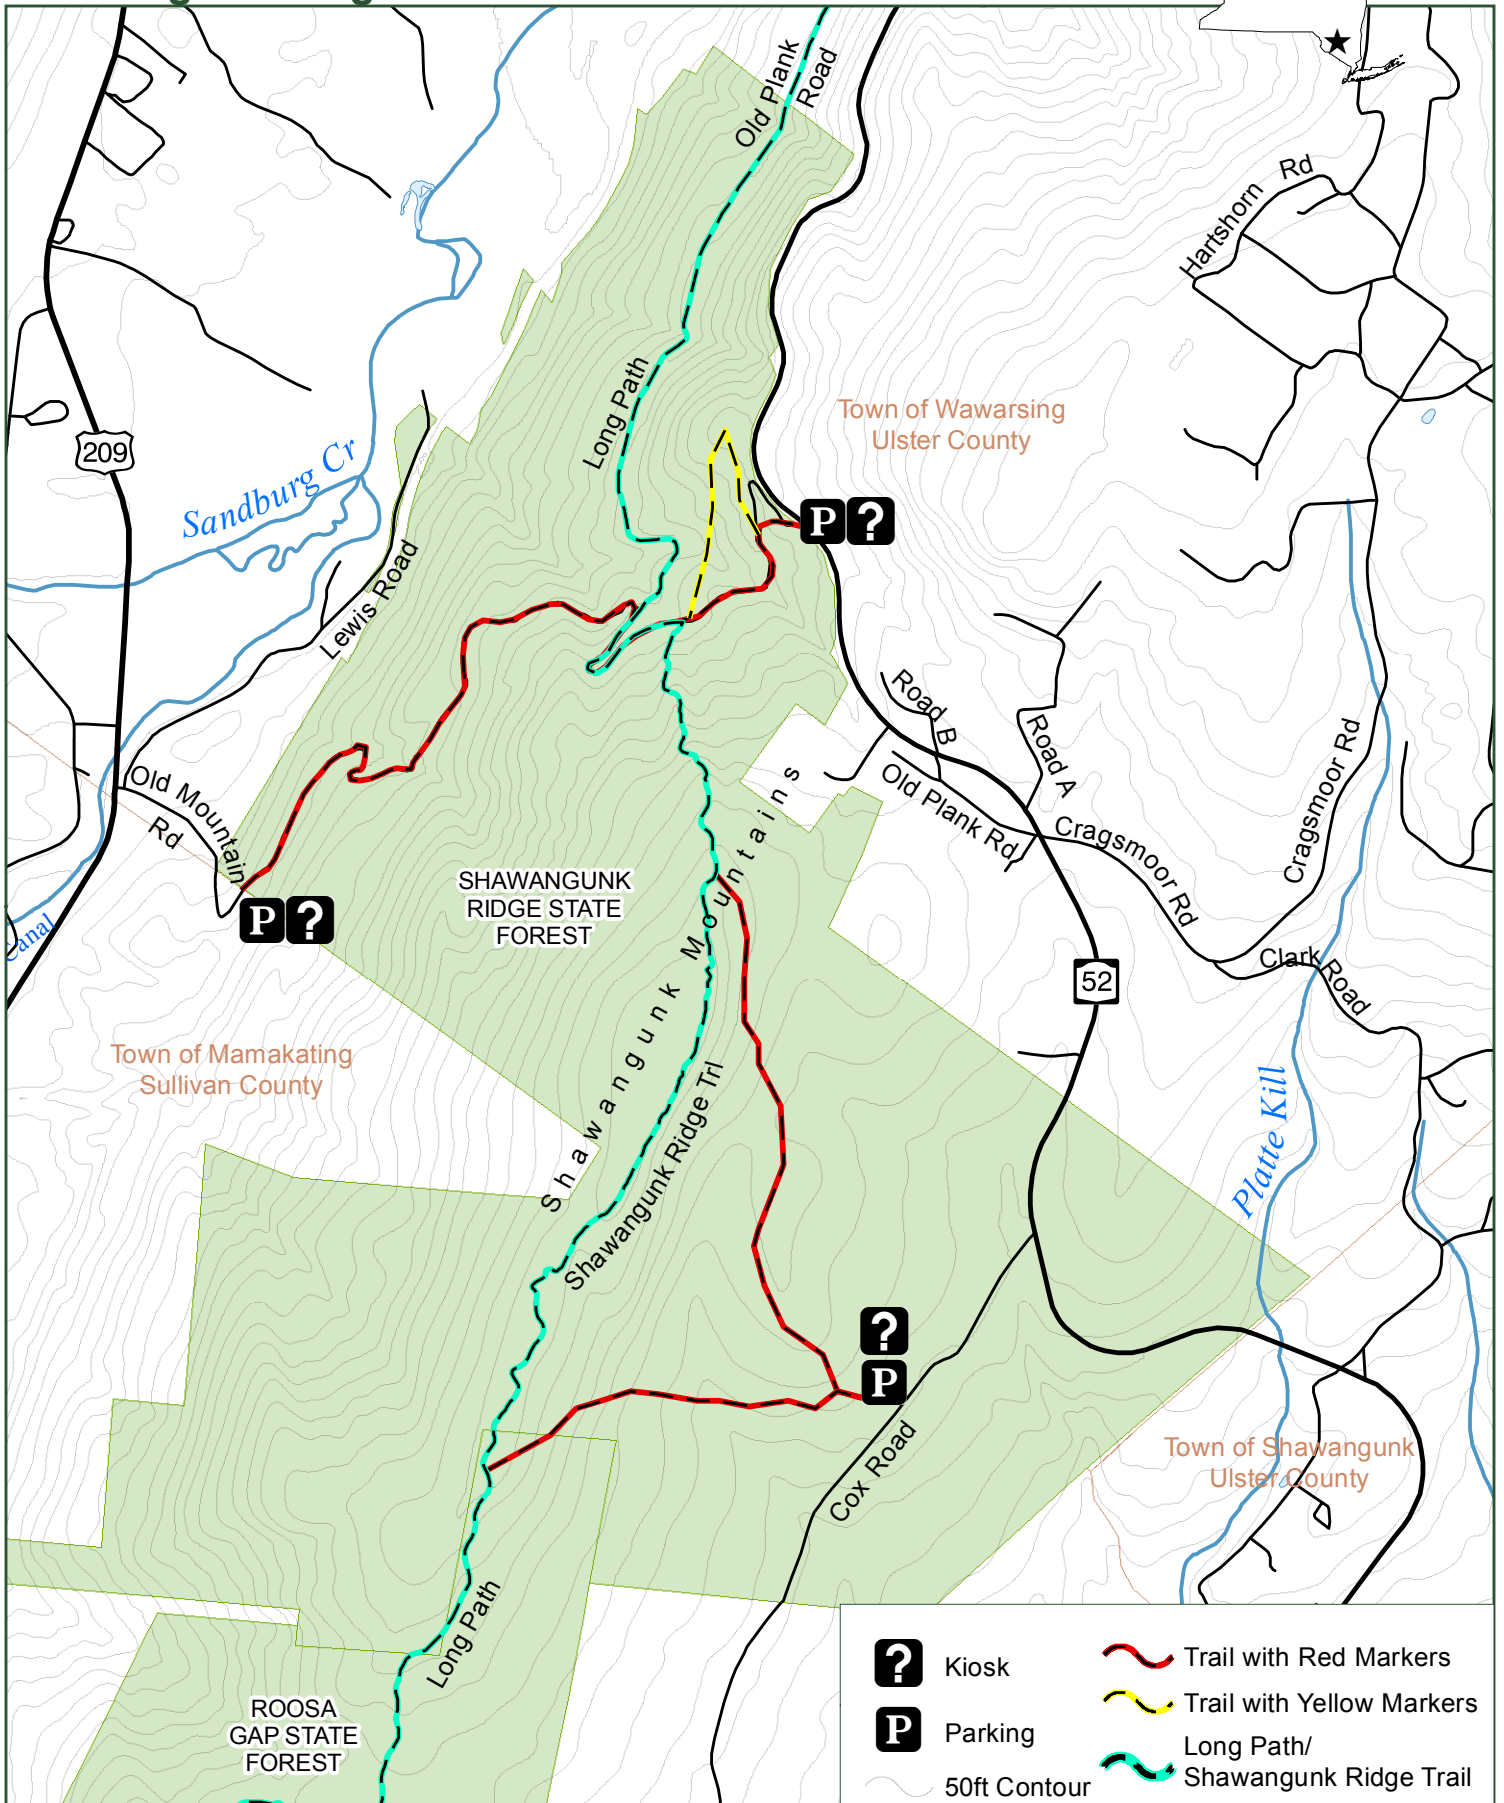 Old Plank
Road
Hartshorn Rd
Long Path
Town of Wawarsing
Ulster County
209
Sandburg Cr
P ?
Lewis Road
Road B
Road A
Old Plank Rd
Cragsmoor Rd
Cragsmoor Rd
Old Mountain
Rd
SHAWANGUNK
RIDGE STATE
FOREST
Shawangunk Mountains
P ?
Canal
Clark Road
52
Town of Mamakating
Sullivan County
Shawangunk Ridge Trl
Platte Kill
?
P
Cox Road
Town of Shawangunk
Ulster County
Long Path
ROOSA
GAP STATE
FOREST
? Kiosk
P Parking
50ft Contour
Trail with Red Markers
Trail with Yellow Markers
Long Path/
Shawangunk Ridge Trail